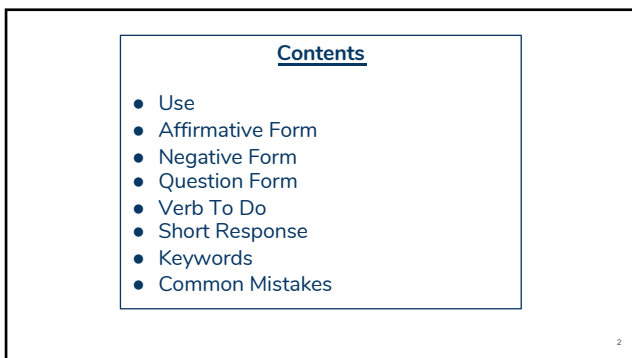 Contents
● Use
● Affirmative Form
● Negative Form
● Question Form
● Verb To Do
● Short Response
● Keywords
● Common Mistakes
2